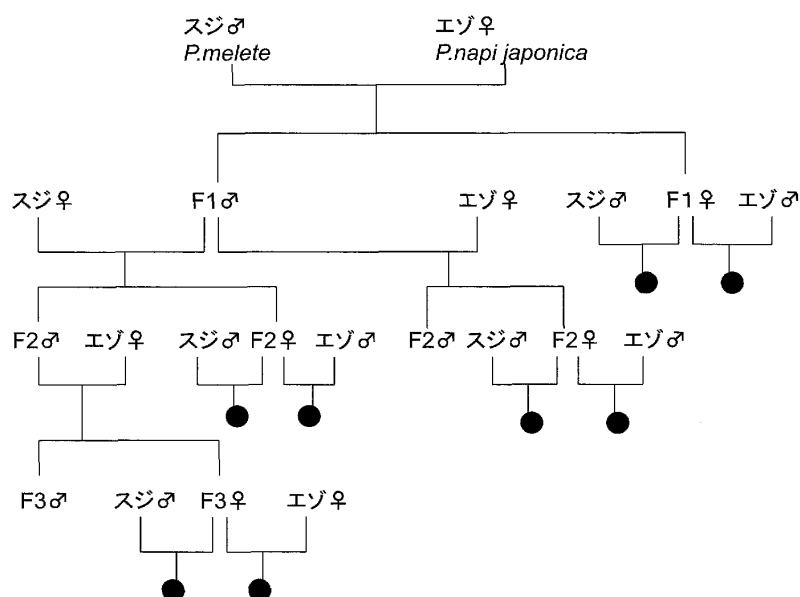 スジ♂ エゾ♀
P.melete P.napi japonica
スジ♀ F1♂ エゾ♀ スジ♂ F1♀ エゾ♂
F2♂ エゾ♀ スジ♂ F2♀ エゾ♂ F2♂ スジ♂ F2♀ エゾ♂
F3♂ スジ♂ F3♀ エゾ♀